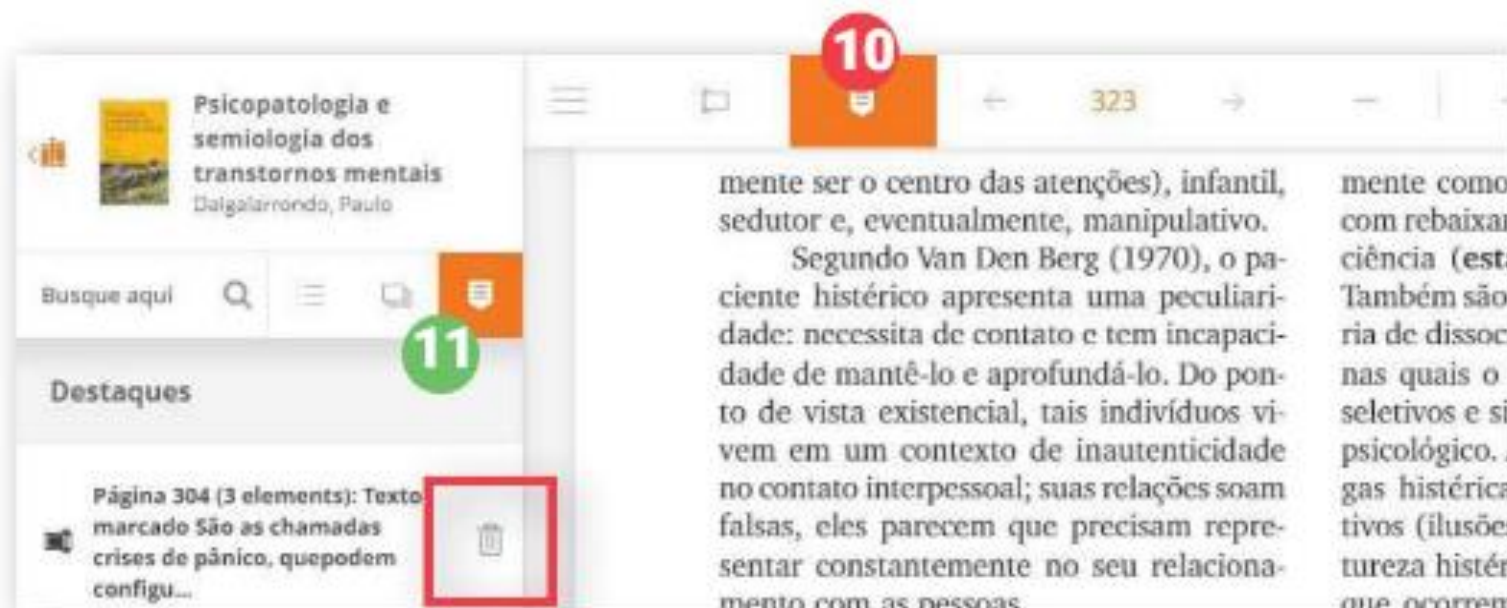 10
Psicopatologia e
semiologia dos
transtornos mentais
Dalgalarrondo, Paulo
323
Busque aqui
11
Destaques
Página 304 (3 elements): Texto
marcado São as chamadas
crises de pânico, quepodem
configu...
mente ser o centro das atenções), infantil,
sedutor e, eventualmente, manipulativo.
Segundo Van Den Berg (1970), o pa-
ciente histérico apresenta uma peculiari-
dade: necessita de contato e tem incapaci-
dade de mantê-lo e aprofundá-lo. Do pon-
to de vista existencial, tais indivíduos vi-
vem em um contexto de inautenticidade
no contato interpessoal; suas relações soam
falsas, eles parecem que precisam repre-
sentar constantemente no seu relaciona-
mento com as pessoas.
mente como
com rebaixa
ciência (est
Também são
ria de dissoc
nas quais o
seletivos e si
psicológico.
gas histérica
tivos (ilusõe
tureza histér
que ocorrem